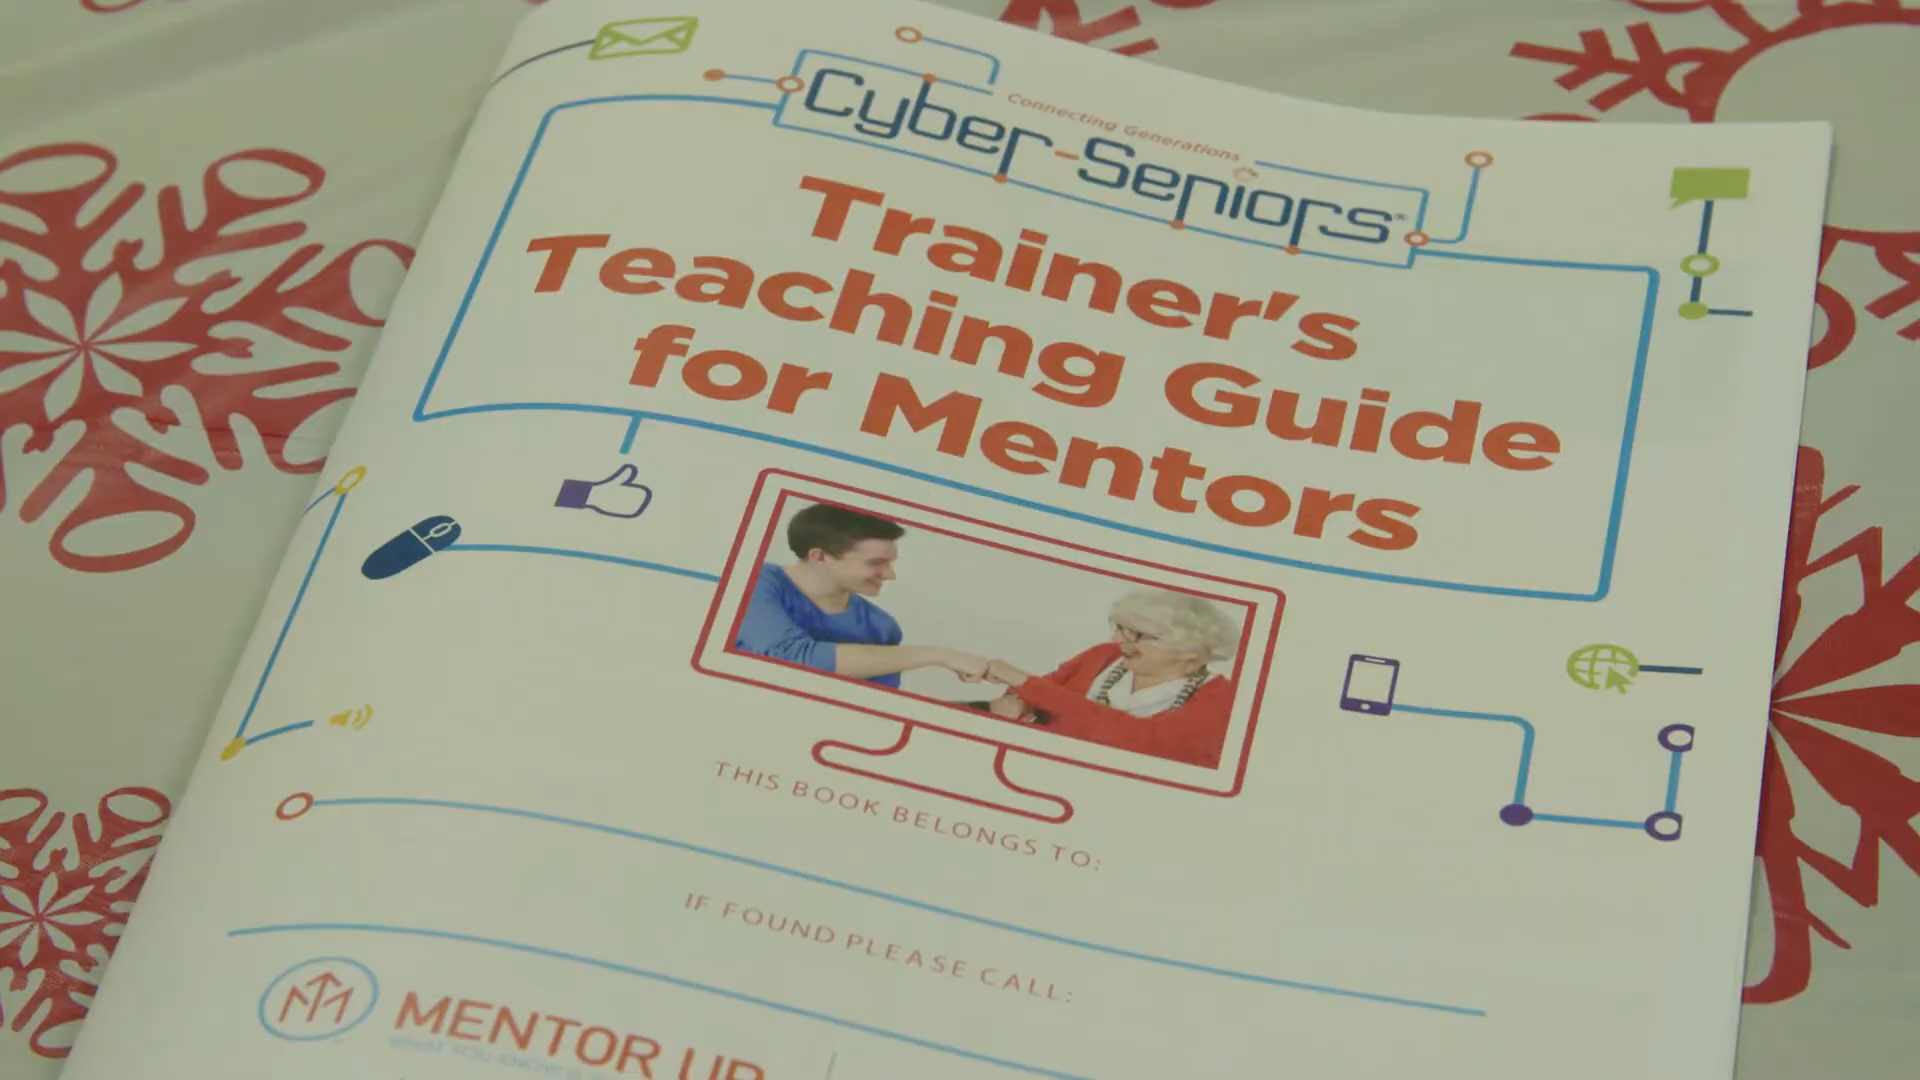 Connecting Generations
Cyber-Seniors®
Trainer's
Teaching Guide
for Mentors
THIS BOOK BELONGS TO:
IF FOUND PLEASE CALL:
MENTOR UP